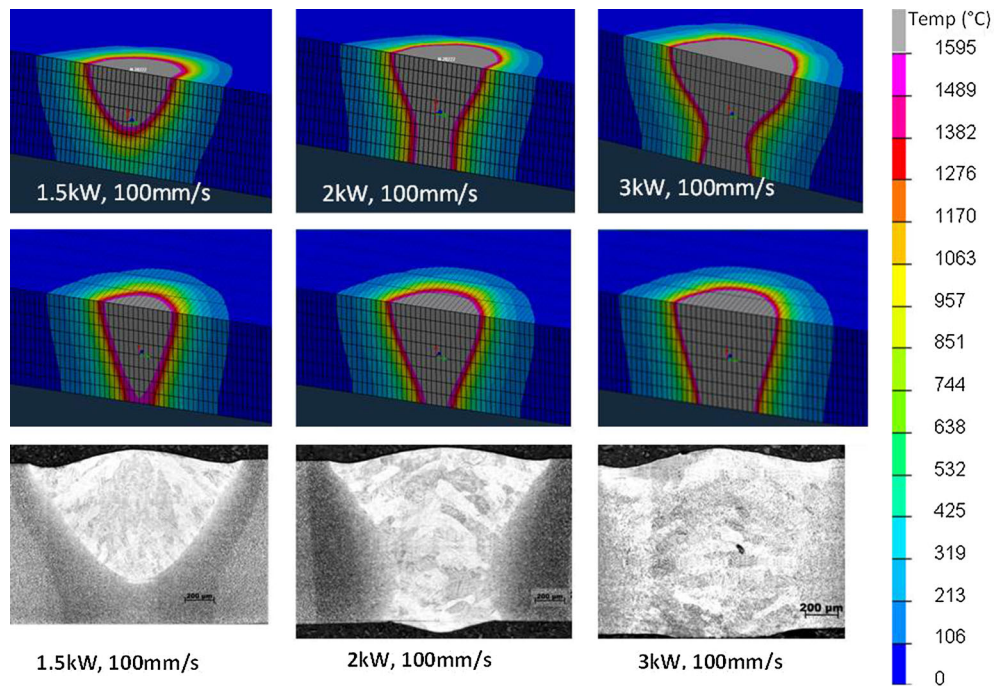 Temp (°C)
1595
1489
1382
1276
1170
1063
957
851
744
638
532
425
319
213
106
0
1.5kW, 100mm/s
2kW, 100mm/s
3kW, 100mm/s
200 µm
200 µm
200 µm
1.5kW, 100mm/s
2kW, 100mm/s
3kW, 100mm/s